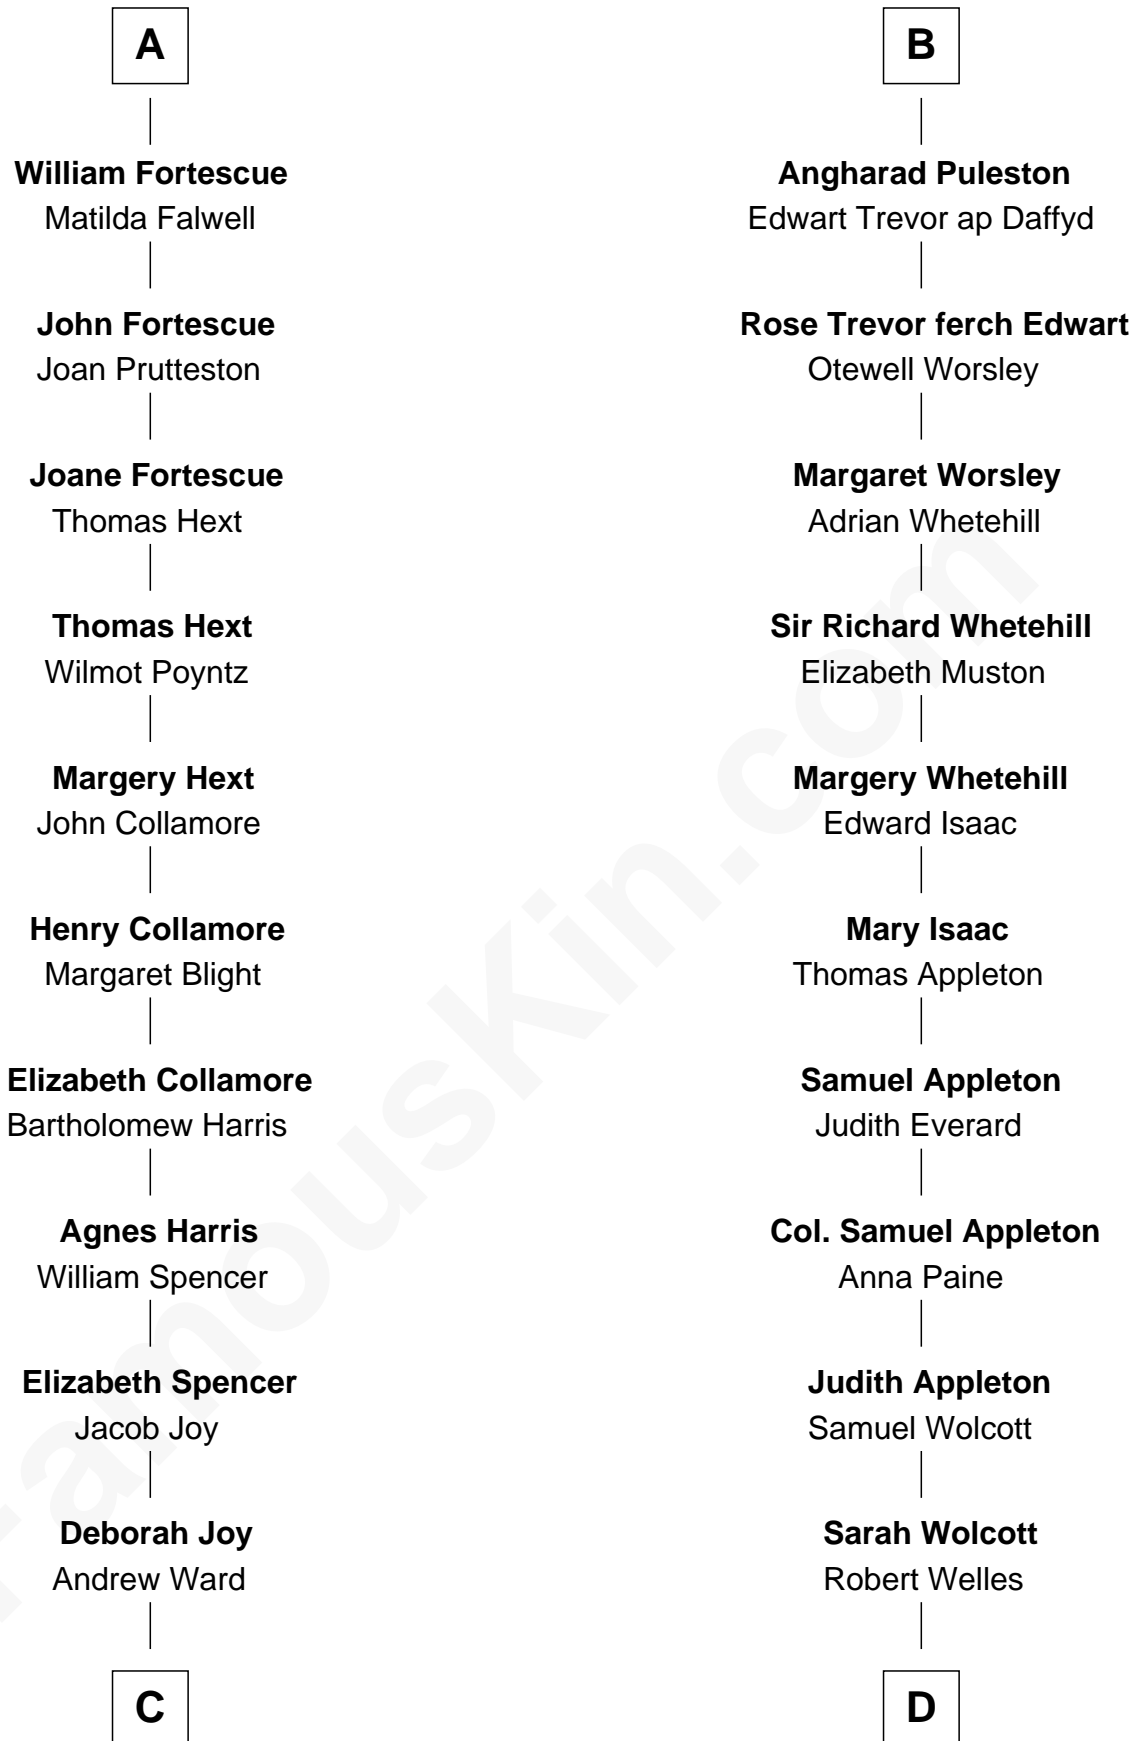 A
William Fortescue
Matilda Falwell
John Fortescue
Joan Prutteston
Joane Fortescue
Thomas Hext
Thomas Hext
Wilmot Poyntz
Margery Hext
John Collamore
Henry Collamore
Margaret Blight
Elizabeth Collamore
Bartholomew Harris
Agnes Harris
William Spencer
Elizabeth Spencer
Jacob Joy
Deborah Joy
Andrew Ward
C
B
Angharad Puleston
Edwart Trevor ap Daffyd
Rose Trevor ferch Edwart
Otewell Worsley
Margaret Worsley
Adrian Whetehill
Sir Richard Whetehill
Elizabeth Muston
Margery Whetehill
Edward Isaac
Mary Isaac
Thomas Appleton
Samuel Appleton
Judith Everard
Col. Samuel Appleton
Anna Paine
Judith Appleton
Samuel Wolcott
Sarah Wolcott
Robert Welles
D
FamousKin.com